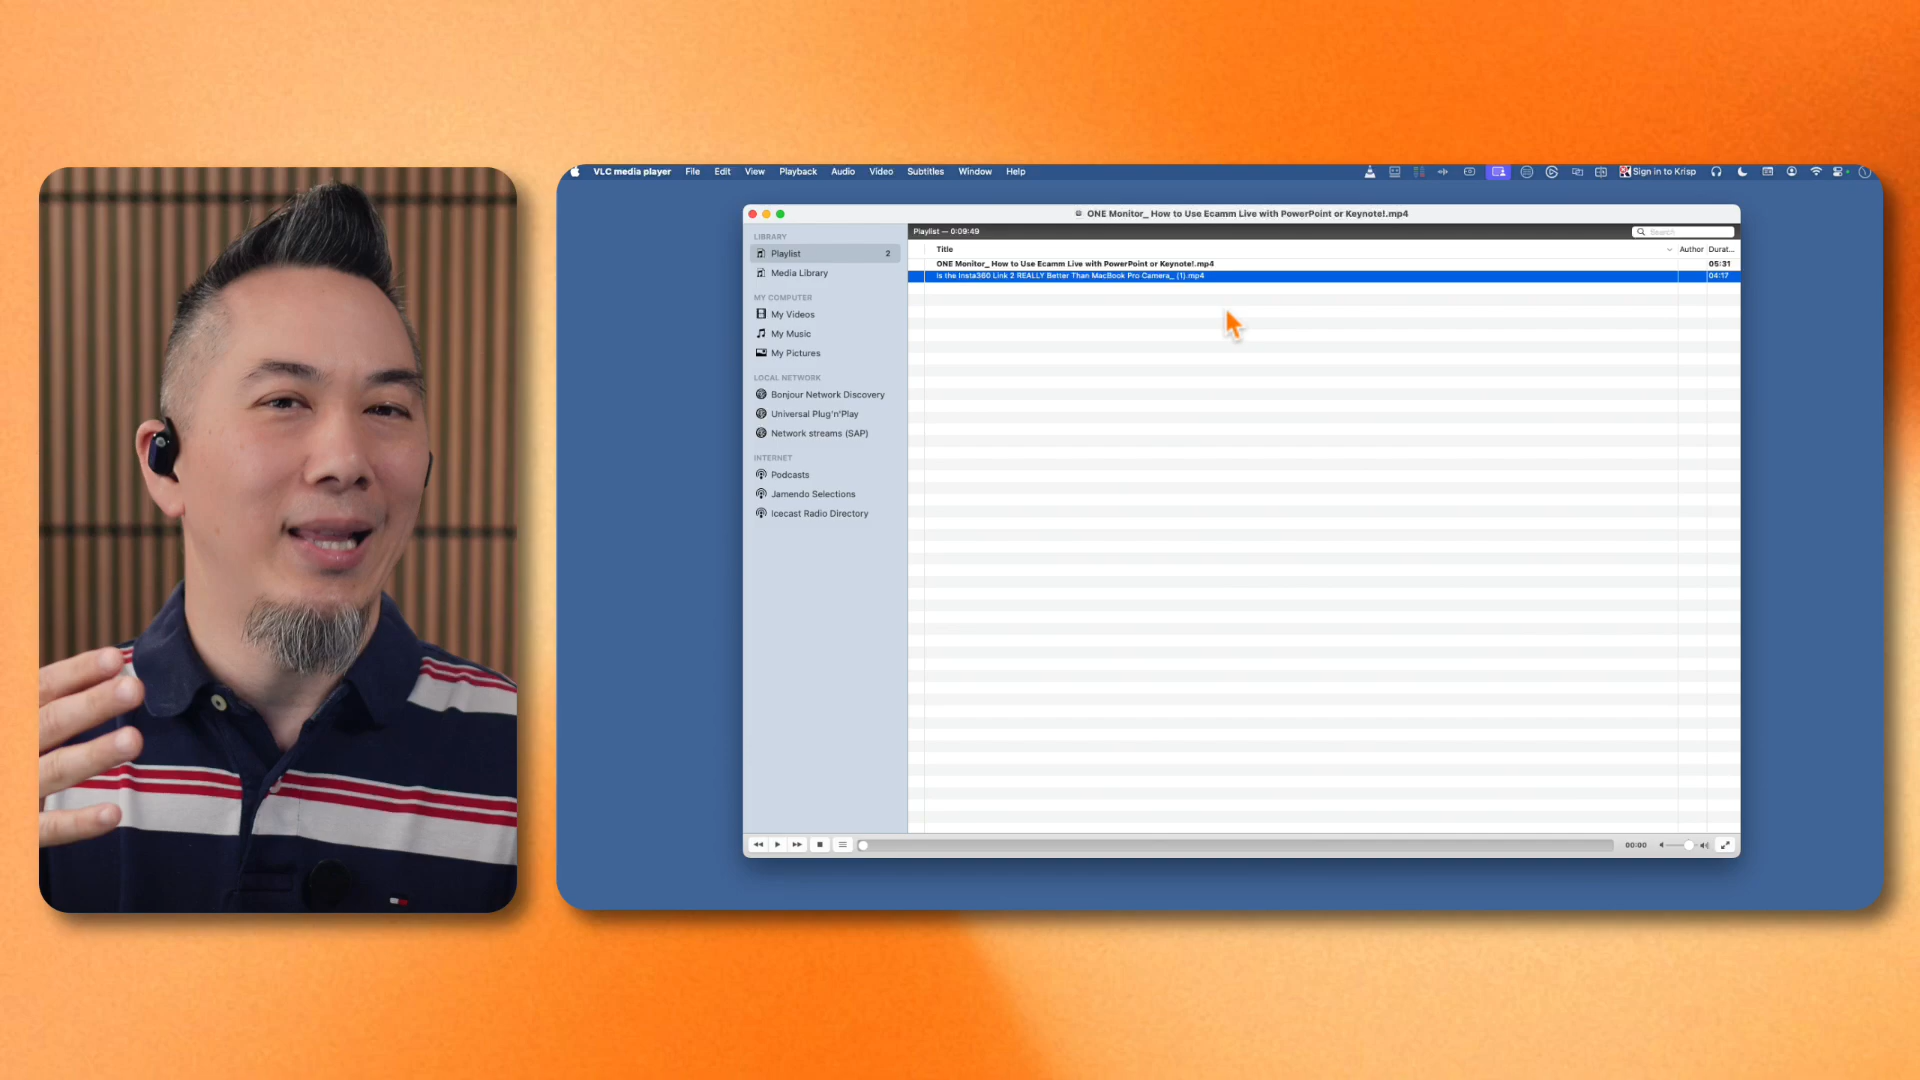 VLC media player File Edit View Playback Audio Video Subtitles Window Help Sign in to Krisp
ONE Monitor_ How to Use Ecamm Live with PowerPoint or Keynote!.mp4
LIBRARY
Playlist 2
Media Library
MY COMPUTER
My Videos
My Music
My Pictures
LOCAL NETWORK
Bonjour Network Discovery
Universal Plug'n'Play
Network streams (SAP)
INTERNET
Podcasts
Jamendo Selections
Icecast Radio Directory
Playlist — 0:09:49 Search
Title Author Durat...
ONE Monitor_ How to Use Ecamm Live with PowerPoint or Keynote!.mp4 05:31
Is the Insta360 Link 2 REALLY Better Than MacBook Pro Camera_ (1).mp4 04:17
00:00